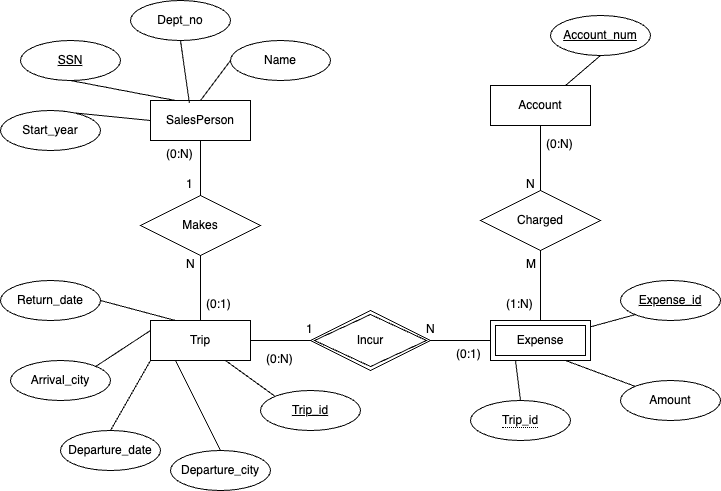 Dept_no
Account_num
SSN
Name
Account
SalesPerson
Start_year
(0:N)
(0:N)
1
N
Makes
Charged
N
M
Return_date
(0:1)
(1:N)
Expense_id
1
N
Trip
Incur
Expense
(0:N)
(0:1)
Arrival_city
Amount
Trip_id
Trip_id
Departure_date
Departure_city